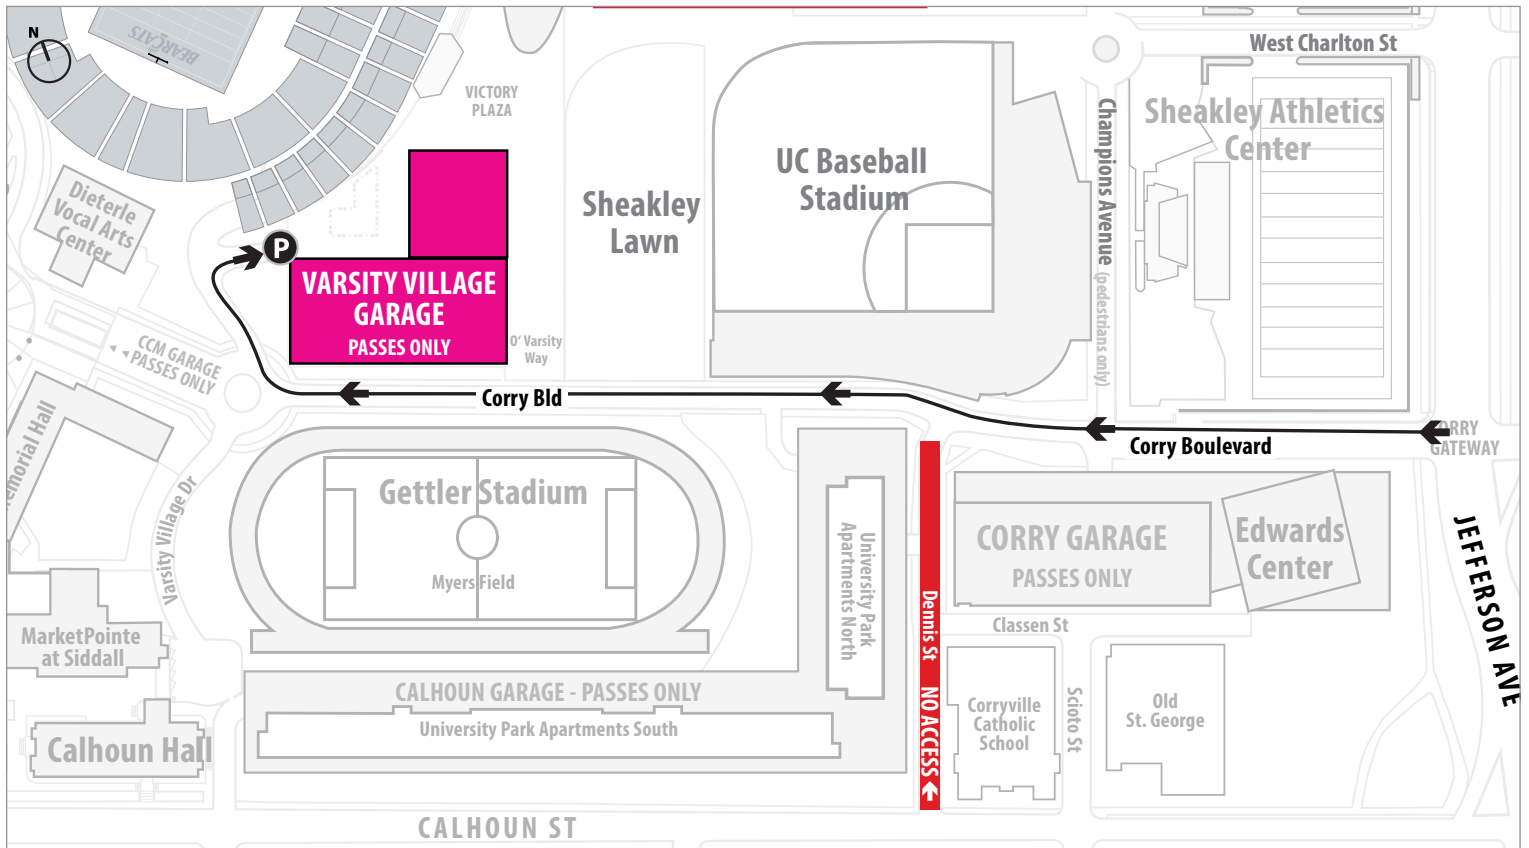 N
BEARCATS
VICTORY
PLAZA
West Charlton St
Sheakley Athletics
Center
Champions Avenue
(pedestrians only)
UC Baseball
Stadium
Sheakley
Lawn
Dieterle
Vocal Arts
Center
P
VARSITY VILLAGE
GARAGE
PASSES ONLY
O' Varsity
Way
CCM GARAGE
PASSES ONLY
Corry Bld
Corry Boulevard
ORRY
GATEWAY
emorial Hall
Varsity Village Dr
Gettler Stadium
Myers Field
University Park
Apartments North
Dennis St
NO ACCESS
CORRY GARAGE
PASSES ONLY
Edwards
Center
JEFFERSON AVE
Classen St
MarketPointe
at Siddall
Calhoun Hall
CALHOUN GARAGE - PASSES ONLY
University Park Apartments South
Corryville
Catholic
School
Scioto St
Old
St. George
CALHOUN ST